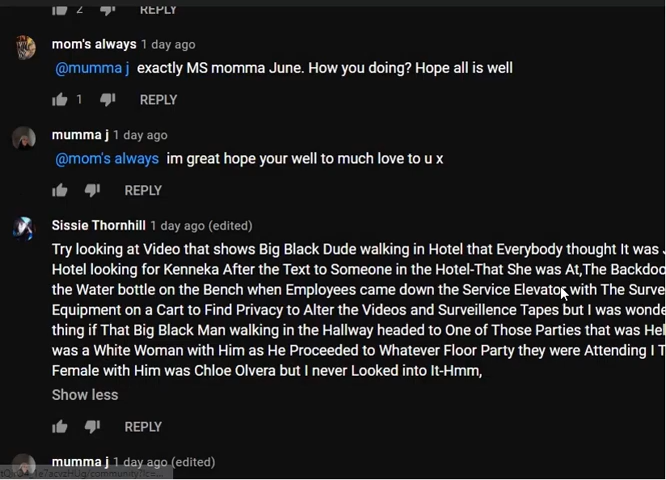 2 REPLY
mom's always 1 day ago
@mumma j exactly MS momma June. How you doing? Hope all is well
1 REPLY
mumma j 1 day ago
@mom's always im great hope your well to much love to u x
REPLY
Sissie Thornhill 1 day ago (edited)
Try looking at Video that shows Big Black Dude walking in Hotel that Everybody thought It was
Hotel looking for Kenneka After the Text to Someone in the Hotel-That She was At,The Backdoo
the Water bottle on the Bench when Employees came down the Service Elevator with The Surve
Equipment on a Cart to Find Privacy to Alter the Videos and Surveillence Tapes but I was wonde
thing if That Big Black Man walking in the Hallway headed to One of Those Parties that was Hel
was a White Woman with Him as He Proceeded to Whatever Floor Party they were Attending I T
Female with Him was Chloe Olvera but I never Looked into It-Hmm,
Show less
REPLY
mumma j 1 day ago (edited)